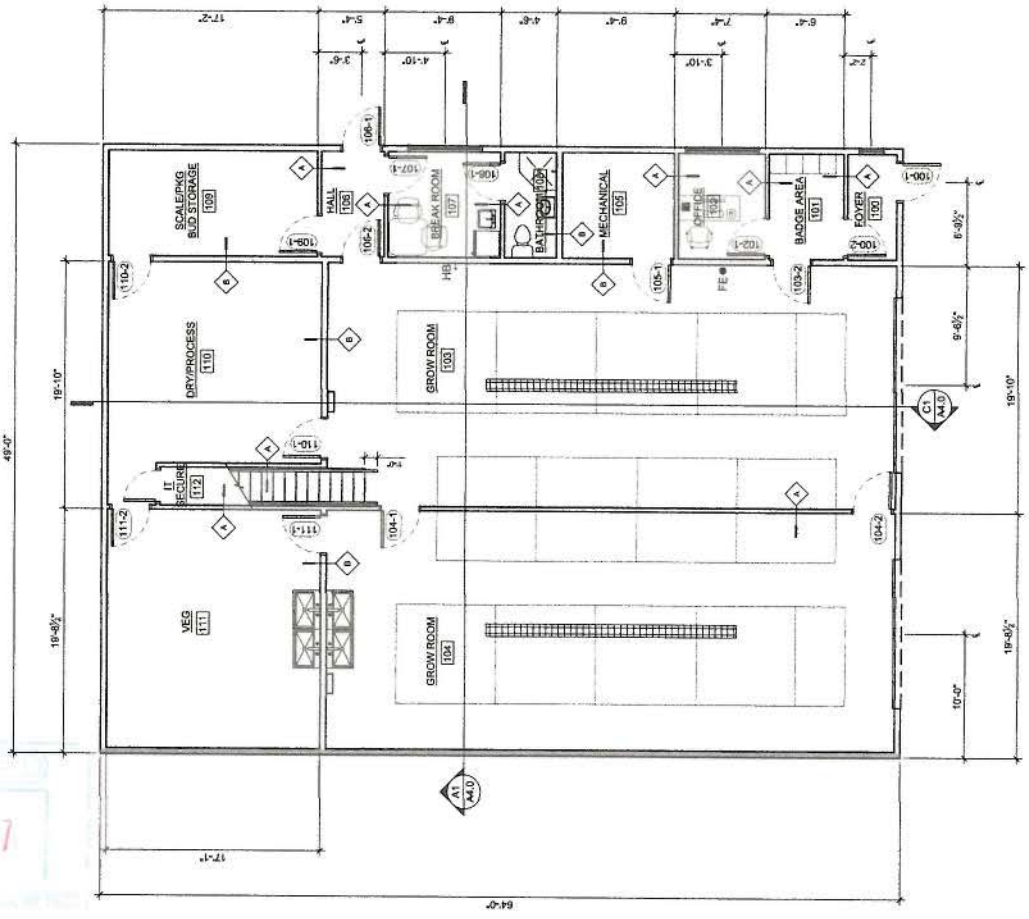 49'-0"
19'-8½"
19'-10"
17'-2"
5'-4"
3'-6"
9'-4"
4'-10"
4'-6"
9'-4"
7'-4"
3'-10"
6'-4"
2'-2"
SCALE/PKG
BUD STORAGE
109
109-1
110-2
HALL
106
106-1
106-2
A
BREAK ROOM
107
107-1
106-1
HB
BATHROOM
A
B
MECHANICAL
105
105-1
A
B
OFFICE
102
102-1
FE
BADGE AREA
101
A
103-2
FOYER
100-1
100-2
A
6'-9½"
9'-6½"
DRY/PROCESS
110
110-1
B
B
GROW ROOM
103
IT
SECURE
112
A
A
111-2
111-1
B
104-1
104-2
A
C1
A4.0
VEG
111
GROW ROOM
104
A1
A4.0
10'-0"
19'-10"
19'-8½"
17'-1"
64'-0"
7